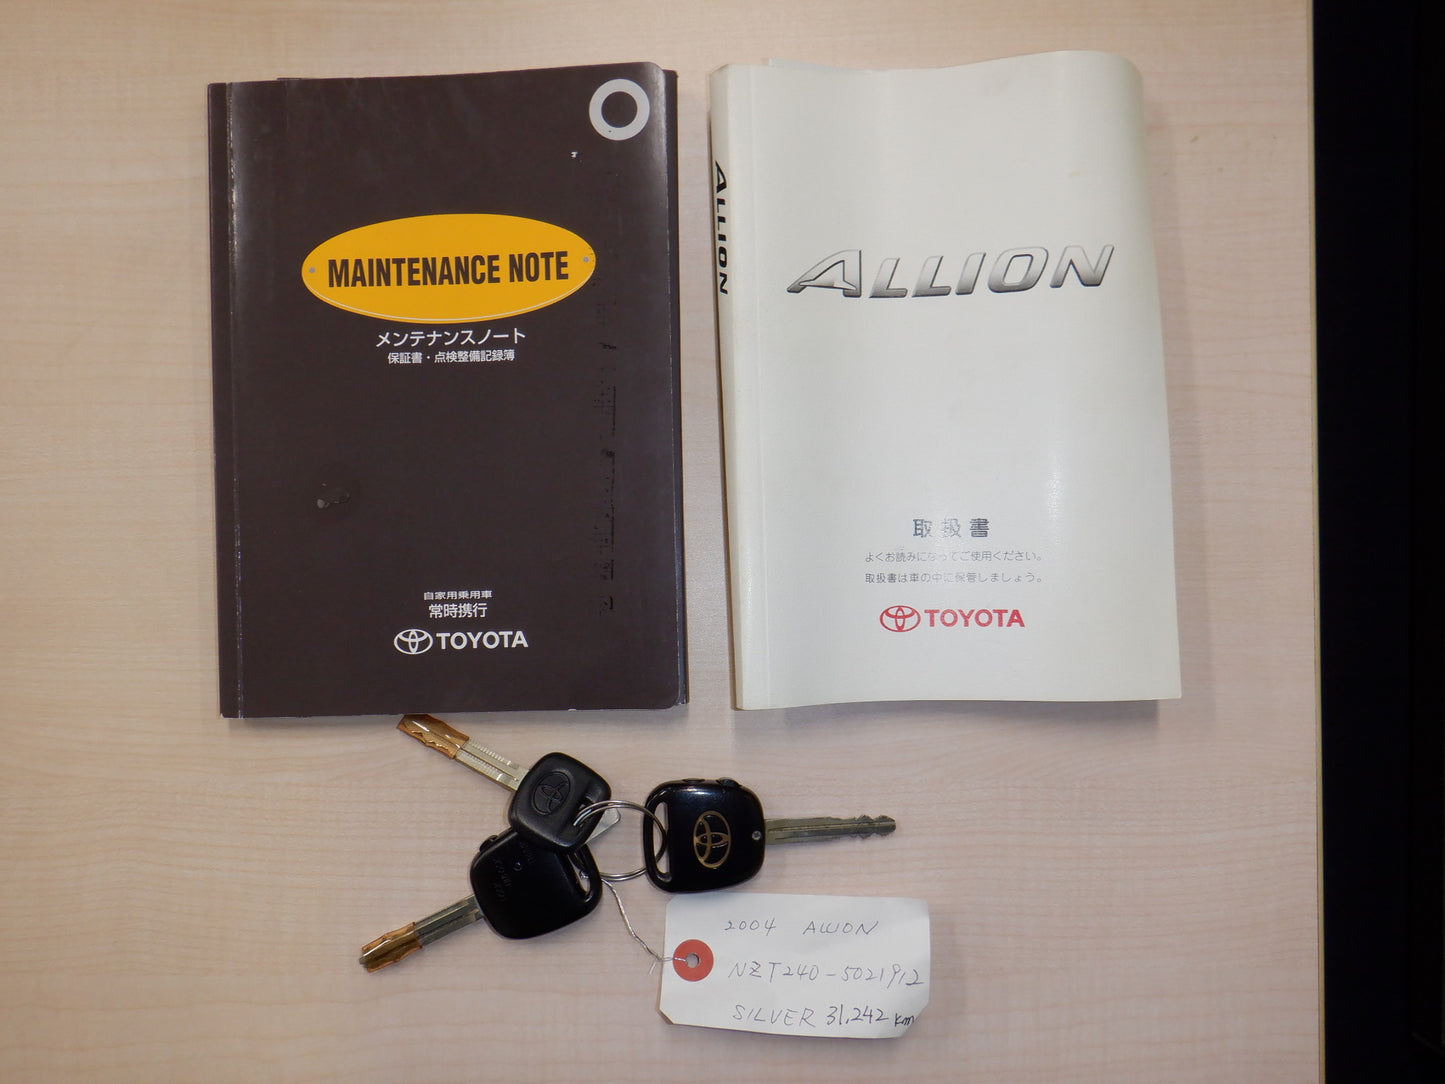 MAINTENANCE NOTE
メンテナンスノート
保証書・点検整備記録簿
自家用乗用車
常時携行
TOYOTA
ALLION
ALLION
取扱書
よくお読みになってご使用ください。
取扱書は車の中に保管しましょう。
TOYOTA
2004 ALLION
NZT240-5021912
SILVER 31,242 km